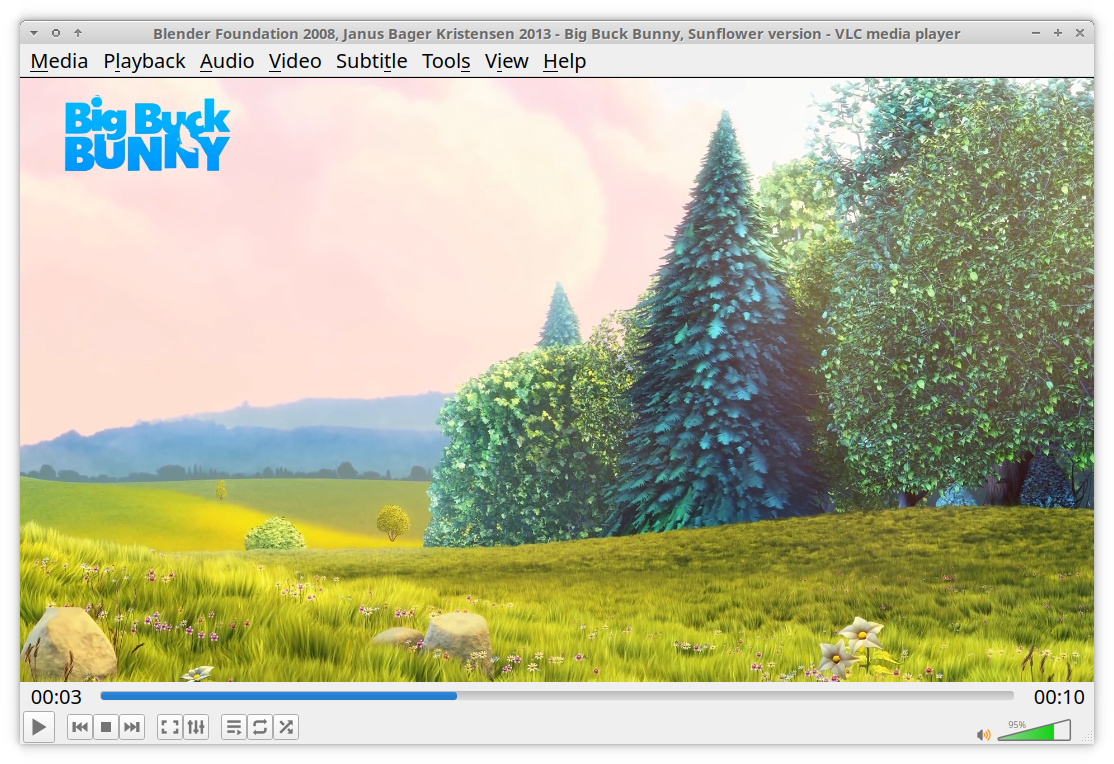 Blender Foundation 2008, Janus Bager Kristensen 2013 - Big Buck Bunny, Sunflower version - VLC media player
Media Playback Audio Video Subtitle Tools View Help
Big Buck
BUNNY
00:03 00:10
95%